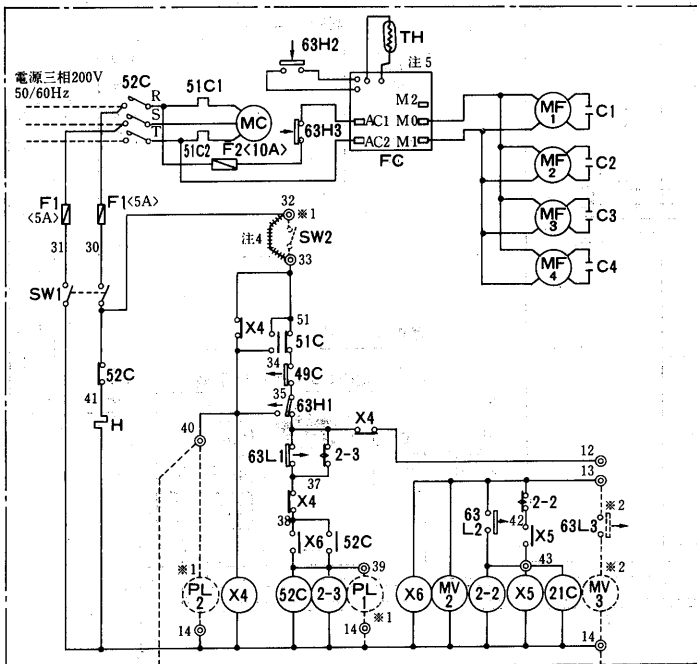 63H2
TH
注5
電源三相200V
50/60Hz
52C
R
S
T
51C1
51C2
MC
F2<10A>
63H3
AC1
AC2
M2
M0
M1
FC
MF
1
C1
MF
2
C2
MF
3
C3
MF
4
C4
F1
<5A>
F1<5A>
31
30
32
※1
注4
SW2
33
SW1
X4
51
51C
34
49C
52C
35
41
63H1
H
40
X4
63L1
2-3
12
13
37
X4
2-2
※2
63
L2
42
63L3
38
X6
52C
X5
39
43
※2
※1
PL
2
X4
52C
2-3
PL
1
X6
MV
2
2-2
X5
21C
MV
3
14
14
※1
14